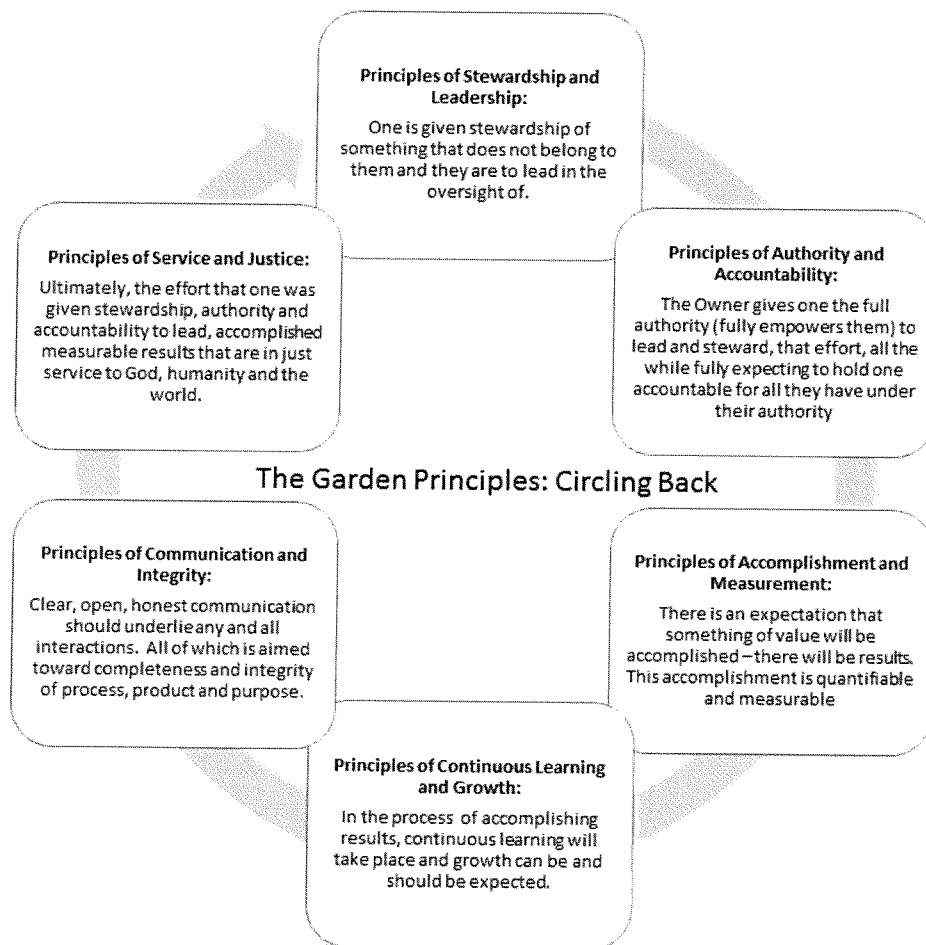 Principles of Stewardship and
Leadership:
One is given stewardship of
something that does not belong to
them and they are to lead in the
oversight of.
Principles of Authority and
Accountability:
The Owner gives one the full
authority (fully empowers them) to
lead and steward, that effort, all the
while fully expecting to hold one
accountable for all they have under
their authority
Principles of Accomplishment and
Measurement:
There is an expectation that
something of value will be
accomplished – there will be results.
This accomplishment is quantifiable
and measurable
Principles of Continuous Learning
and Growth:
In the process of accomplishing
results, continuous learning will
take place and growth can be and
should be expected.
Principles of Communication and
Integrity:
Clear, open, honest communication
should underlie any and all
interactions. All of which is aimed
toward completeness and integrity
of process, product and purpose.
Principles of Service and Justice:
Ultimately, the effort that one was
given stewardship, authority and
accountability to lead, accomplished
measurable results that are in just
service to God, humanity and the
world.
The Garden Principles: Circling Back